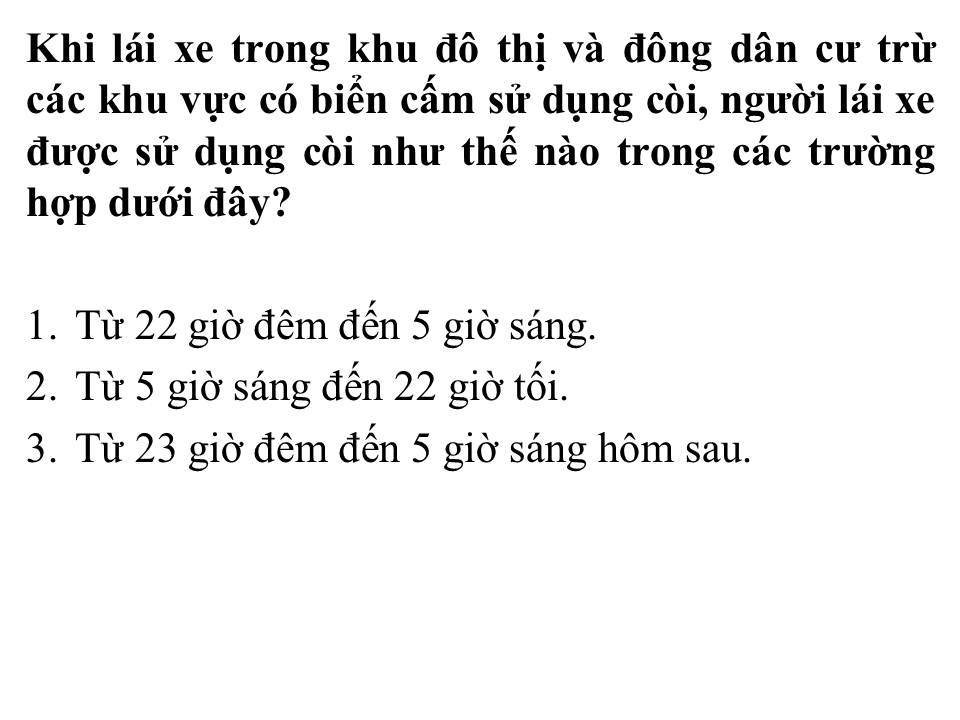 Khi lái xe trong khu đô thị và đông dân cư trừ
các khu vực có biển cấm sử dụng còi, người lái xe
được sử dụng còi như thế nào trong các trường
hợp dưới đây?
1. Từ 22 giờ đêm đến 5 giờ sáng.
2. Từ 5 giờ sáng đến 22 giờ tối.
3. Từ 23 giờ đêm đến 5 giờ sáng hôm sau.